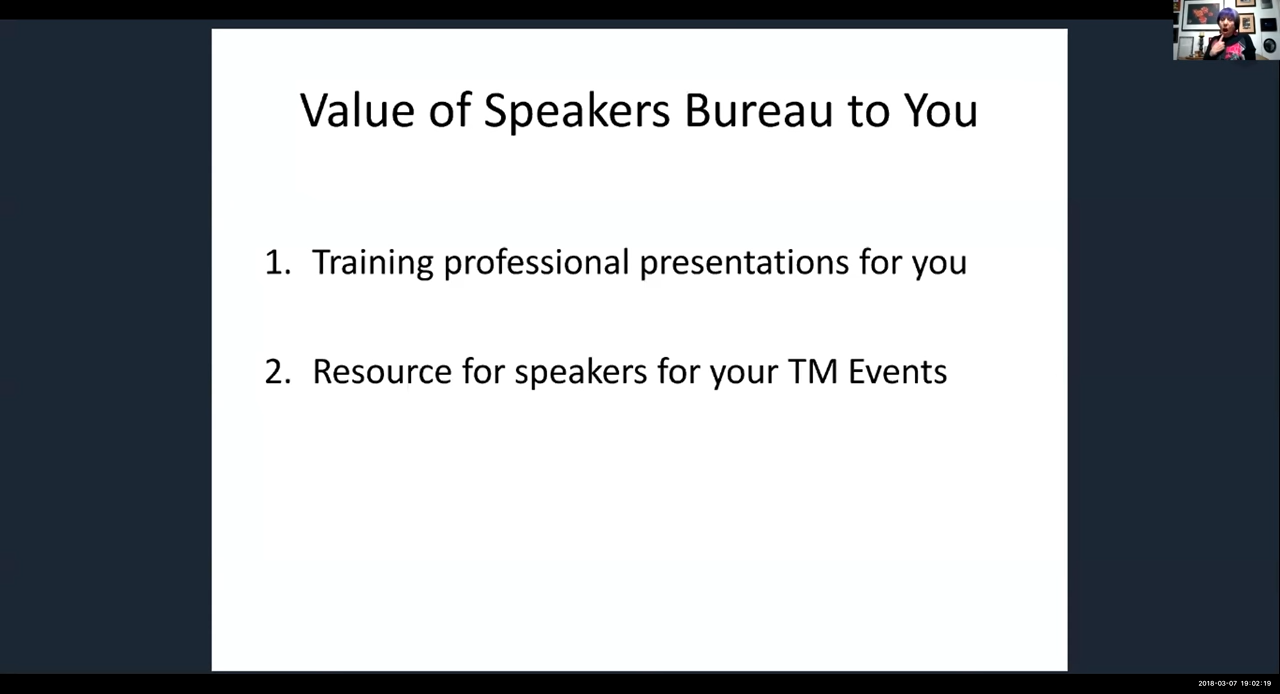 Value of Speakers Bureau to You
1. Training professional presentations for you
2. Resource for speakers for your TM Events
2018-03-07 19:02:19